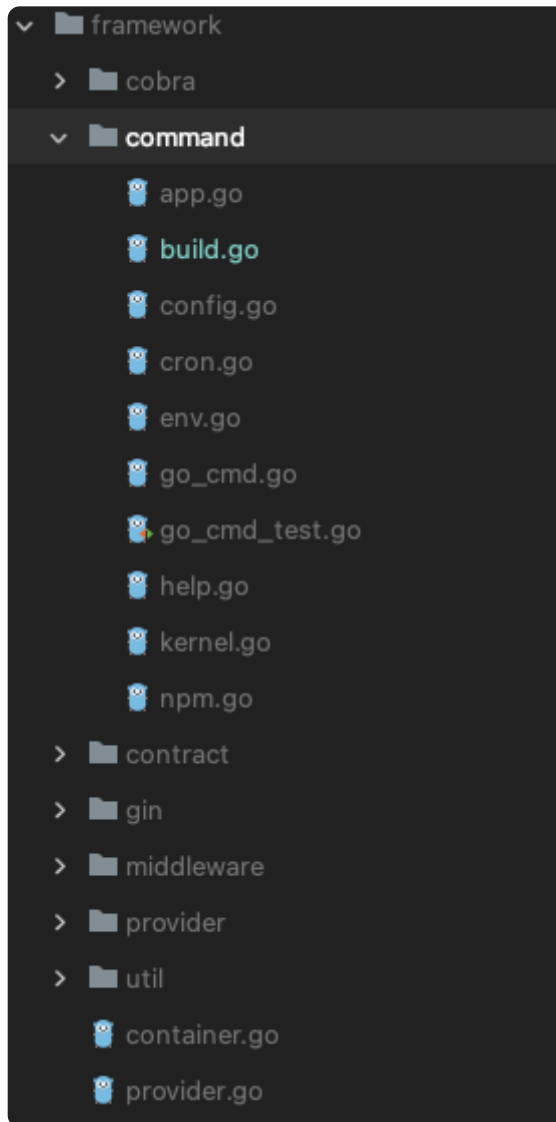 framework
cobra
command
app.go
build.go
config.go
cron.go
env.go
go_cmd.go
go_cmd_test.go
help.go
kernel.go
npm.go
contract
gin
middleware
provider
util
container.go
provider.go